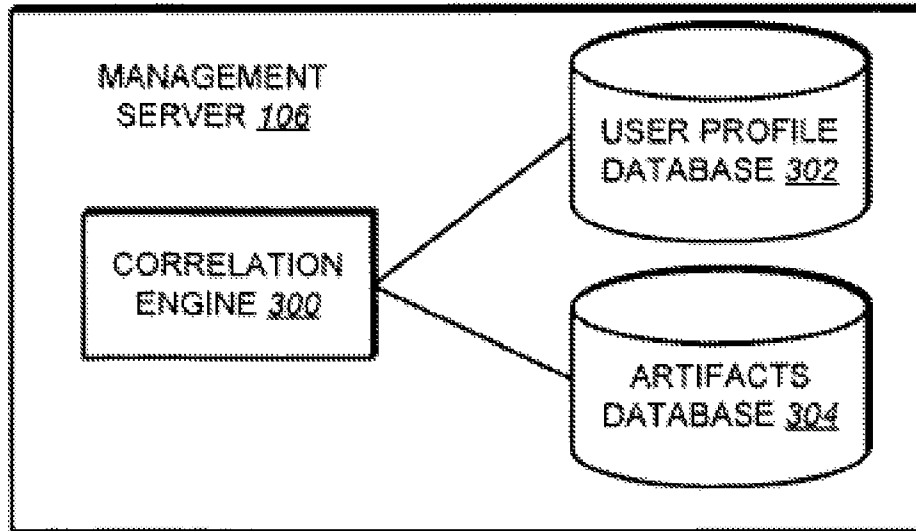 MANAGEMENT
SERVER 106
CORRELATION
ENGINE 300
USER PROFILE
DATABASE 302
ARTIFACTS
DATABASE 304